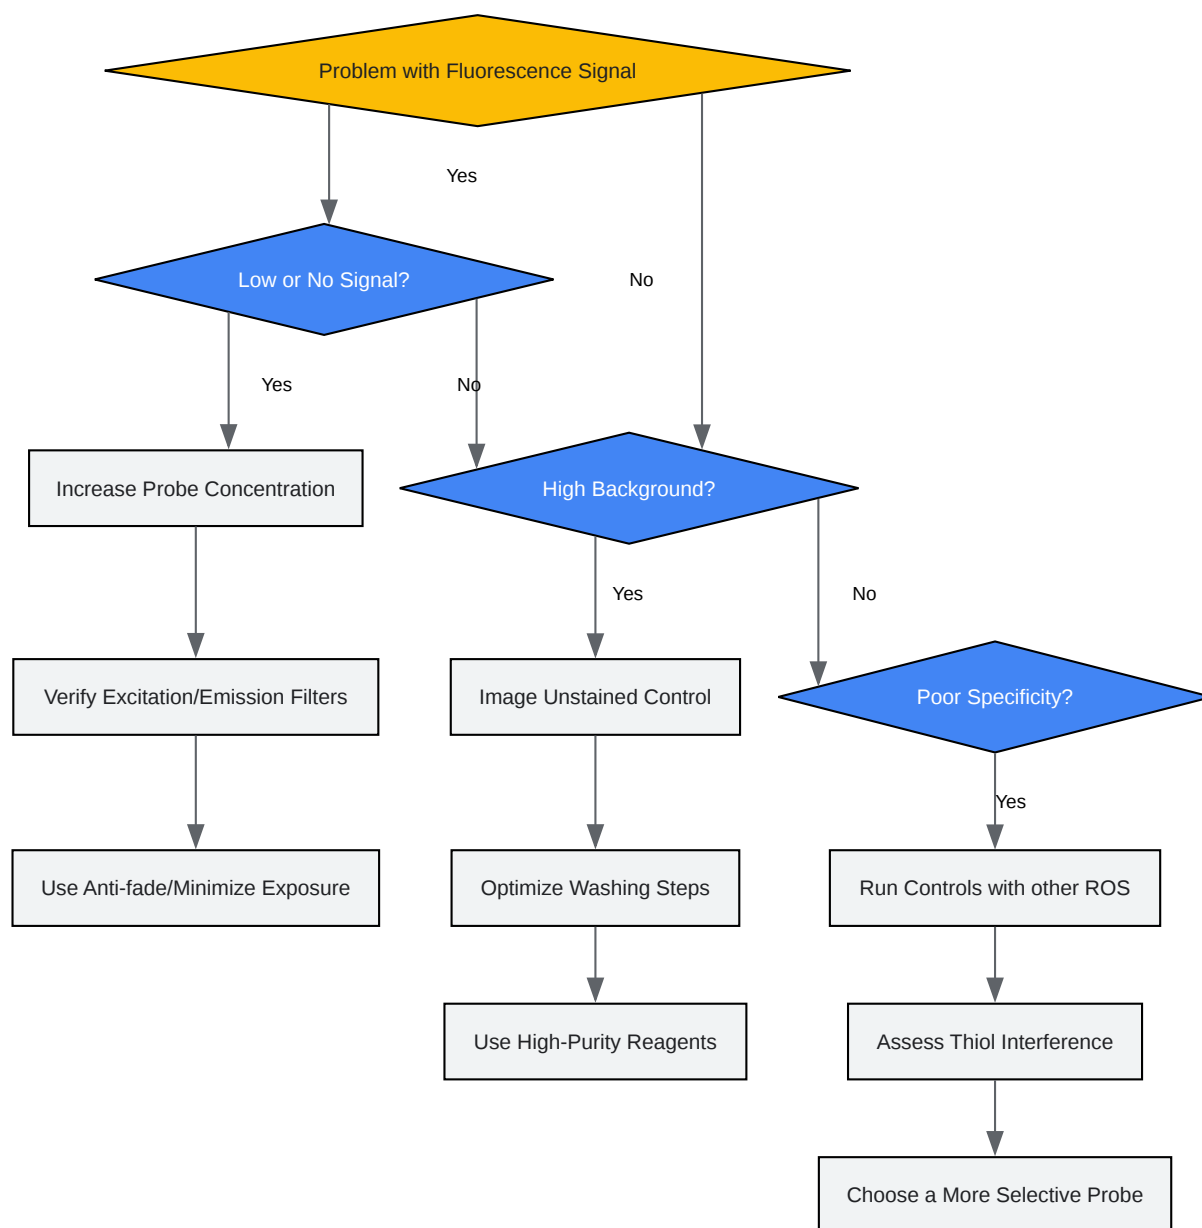 Problem with Fluorescence Signal
Yes
Low or No Signal?
No
Yes
No
Increase Probe Concentration
High Background?
Yes
No
Verify Excitation/Emission Filters
Image Unstained Control
Poor Specificity?
Yes
Use Anti-fade/Minimize Exposure
Optimize Washing Steps
Run Controls with other ROS
Use High-Purity Reagents
Assess Thiol Interference
Choose a More Selective Probe